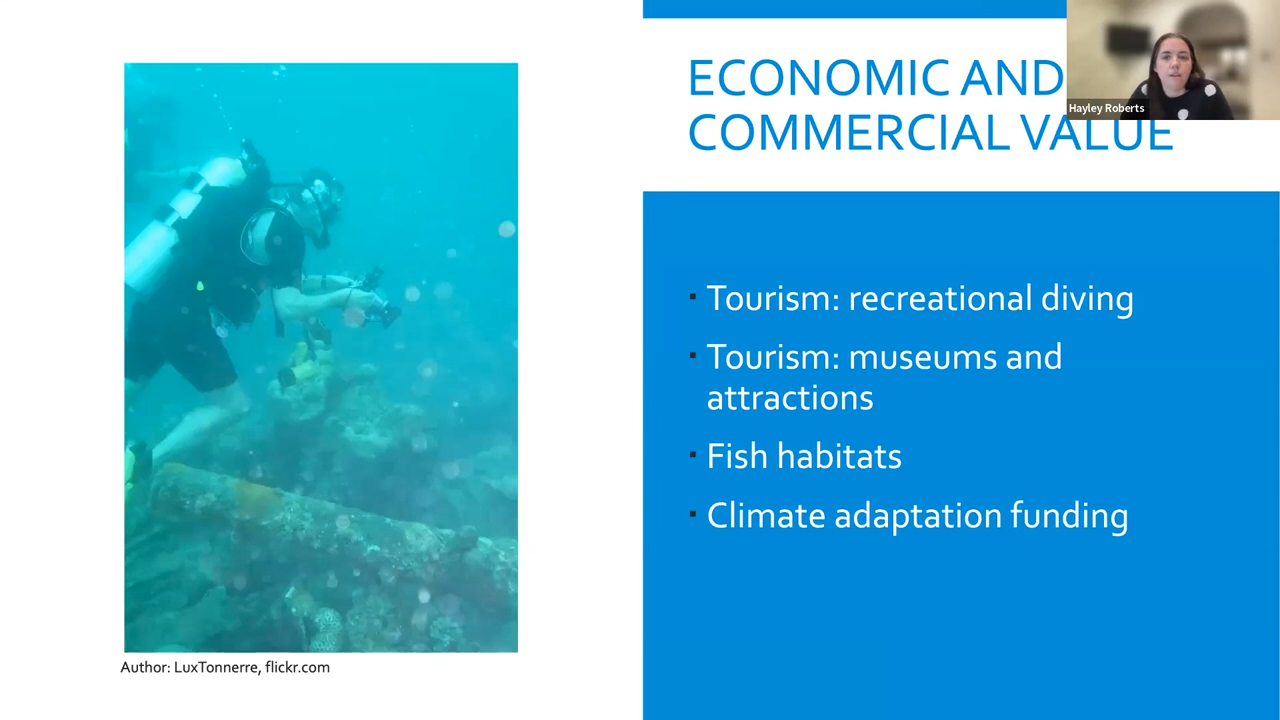 ECONOMIC AND
COMMERCIAL VALUE
Hayley Roberts
▪ Tourism: recreational diving
▪ Tourism: museums and
attractions
▪ Fish habitats
▪ Climate adaptation funding
Author: LuxTonnerre, flickr.com